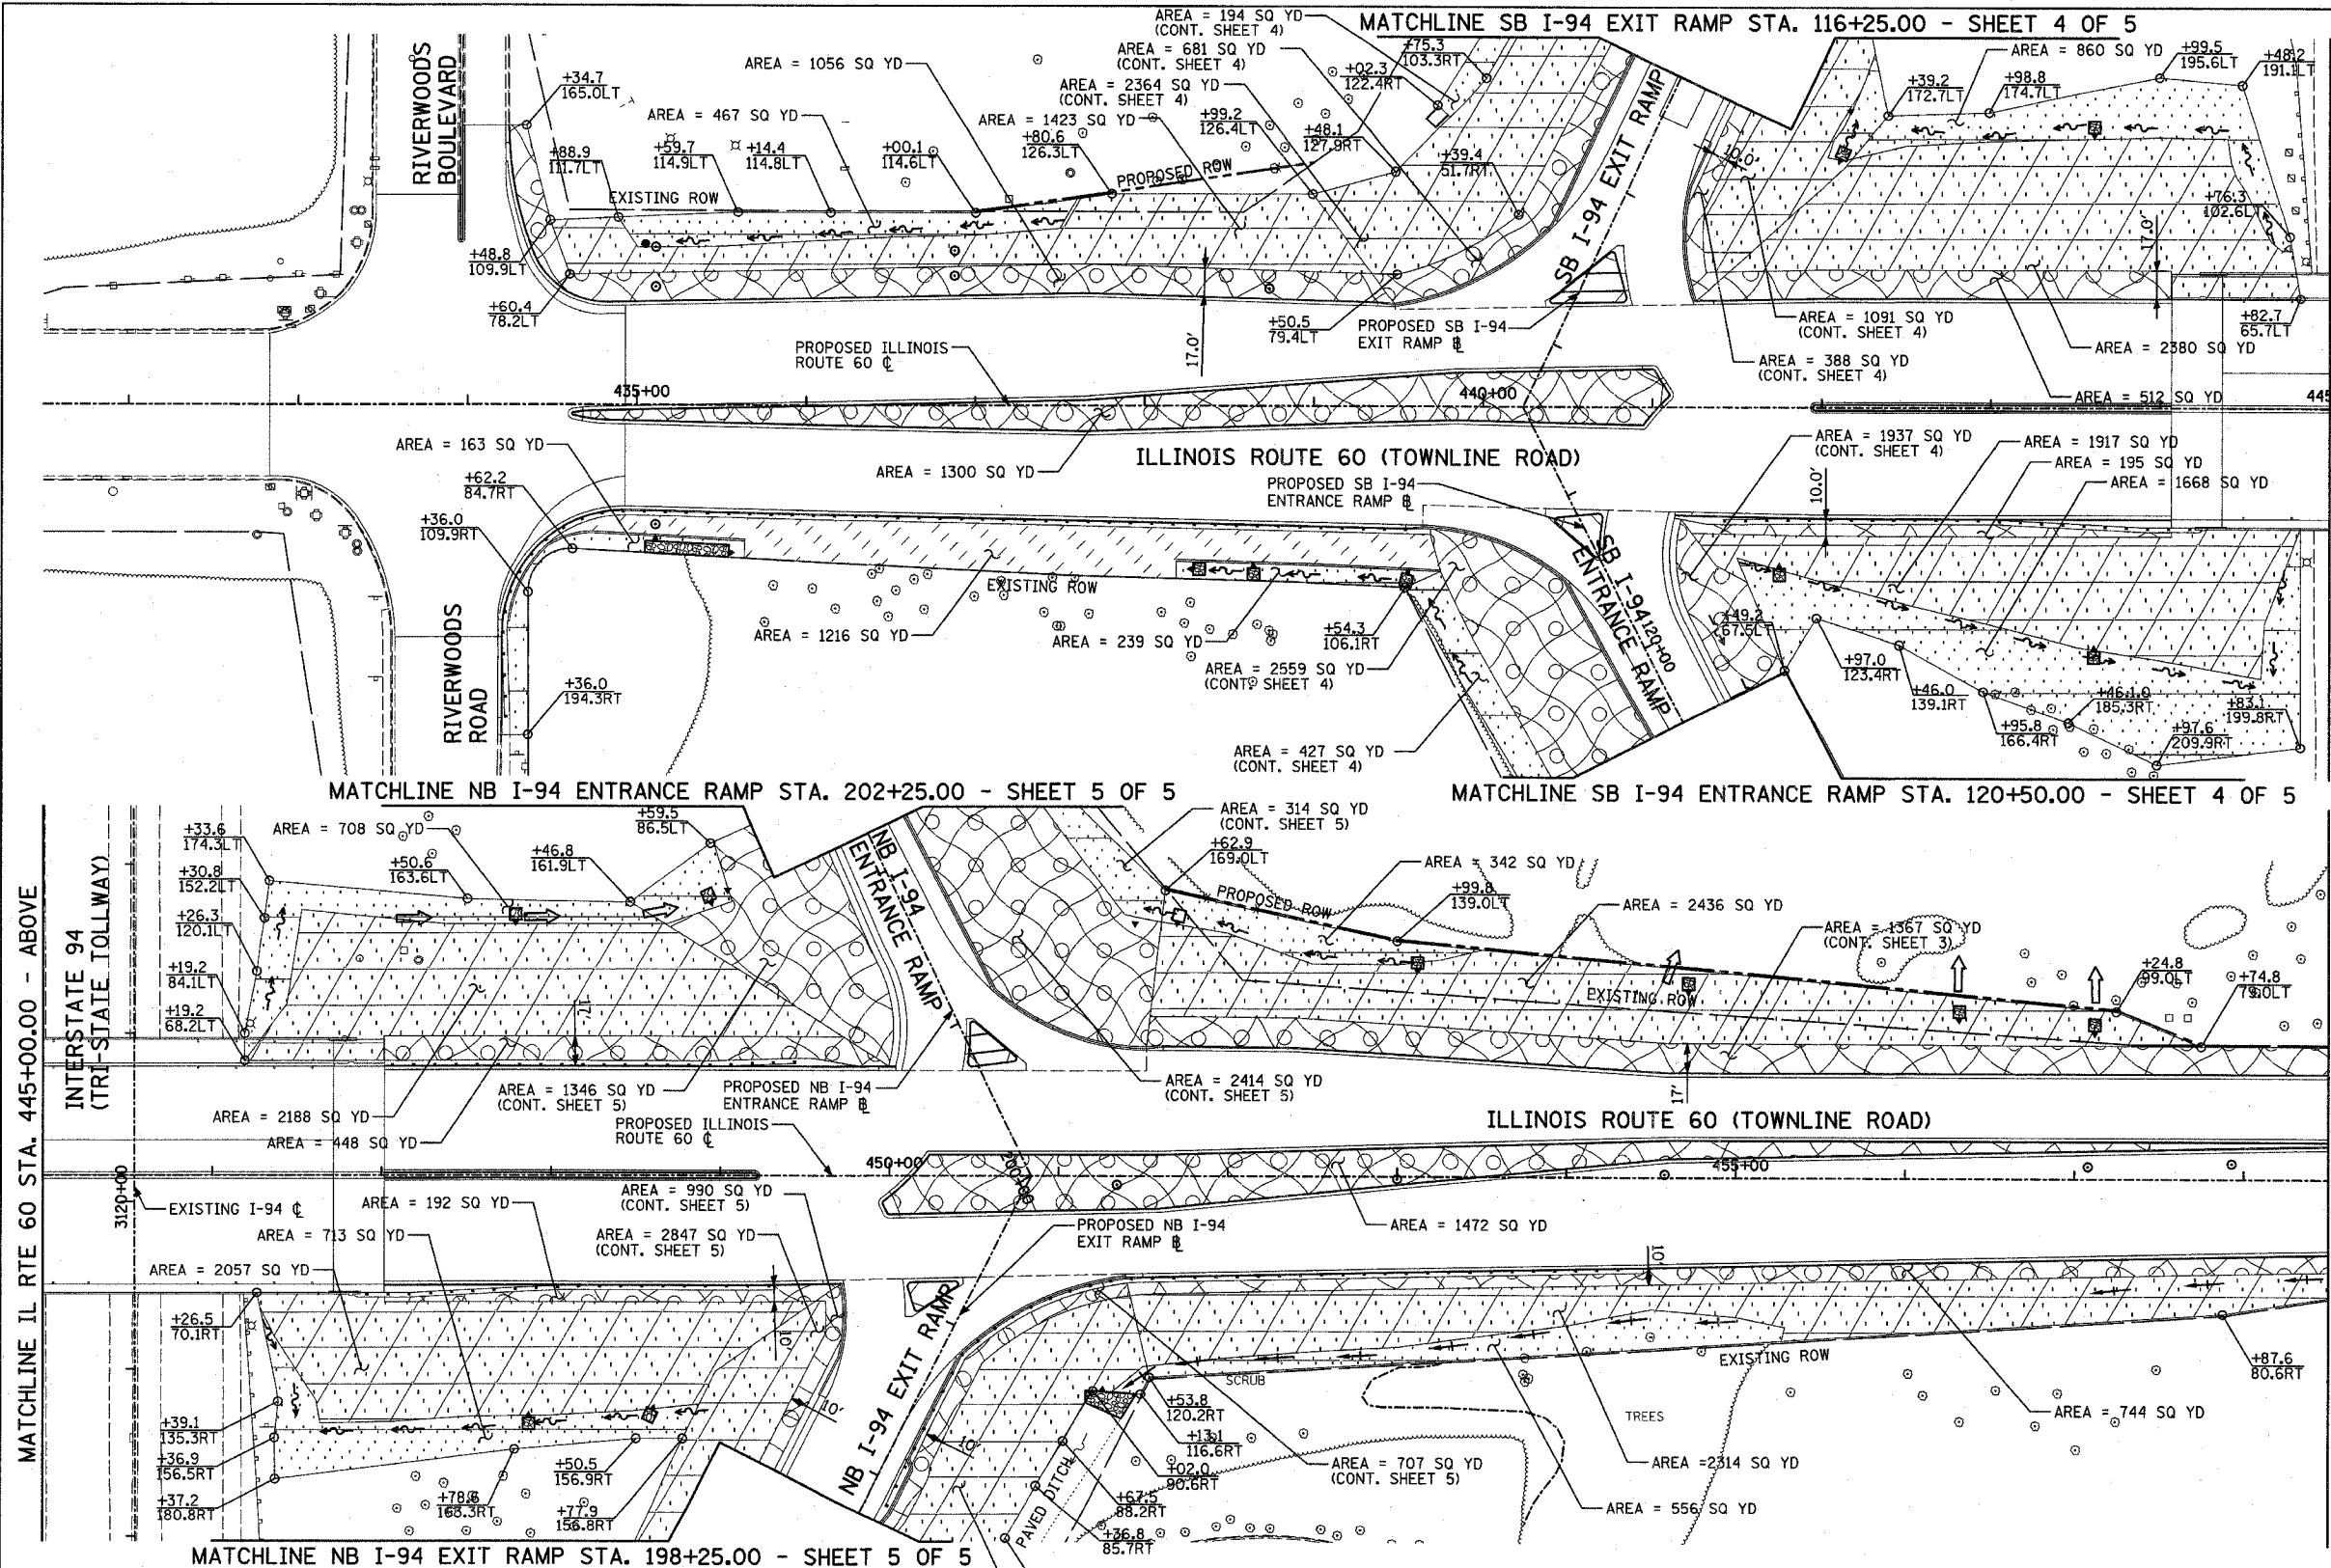 MATCHLINE SB I-94 EXIT RAMP STA. 116+25.00 - SHEET 4 OF 5
RIVERWOODS
BOULEVARD
+34.7
165.0LT
AREA = 1056 SQ YD
AREA = 467 SQ YD
AREA = 194 SQ YD
(CONT. SHEET 4)
AREA = 681 SQ YD
(CONT. SHEET 4)
AREA = 2364 SQ YD
(CONT. SHEET 4)
AREA = 1423 SQ YD
+75.3
103.3RT
+02.3
122.4RT
+88.9
111.7LT
+59.7
114.9LT
+14.4
114.8LT
+00.1
114.6LT
+80.6
126.3LT
+99.2
126.4LT
+48.1
127.9RT
+39.4
51.7RT
EXISTING ROW
PROPOSED ROW
+48.8
109.9LT
+60.4
78.2LT
SB I-94 EXIT RAMP
AREA = 860 SQ YD
+99.5
195.6LT
+48.2
191.1LT
+39.2
172.7LT
+98.8
174.7LT
10.0'
+76.3
102.6LT
17.0'
+82.7
65.7LT
AREA = 1091 SQ YD
(CONT. SHEET 4)
AREA = 388 SQ YD
(CONT. SHEET 4)
AREA = 2380 SQ YD
AREA = 512 SQ YD
17.0'
+50.5
79.4LT
PROPOSED SB I-94
EXIT RAMP ℄
PROPOSED ILLINOIS
ROUTE 60 ℄
435+00
440+00
445
AREA = 163 SQ YD
AREA = 1300 SQ YD
ILLINOIS ROUTE 60 (TOWNLINE ROAD)
AREA = 1937 SQ YD
(CONT. SHEET 4)
AREA = 1917 SQ YD
AREA = 195 SQ YD
AREA = 1668 SQ YD
PROPOSED SB I-94
ENTRANCE RAMP ℄
+62.2
84.7RT
+36.0
109.9RT
10.0'
SB I-94
ENTRANCE RAMP
120+00
EXISTING ROW
AREA = 1216 SQ YD
AREA = 239 SQ YD
+54.3
106.1RT
AREA = 2559 SQ YD
(CONT. SHEET 4)
+49.2
67.6LT
+97.0
123.4RT
+46.0
139.1RT
+95.8
166.4RT
185.3RT
+97.6
209.9RT
+83.1
199.8RT
RIVERWOODS
ROAD
+36.0
194.3RT
AREA = 427 SQ YD
(CONT. SHEET 4)
MATCHLINE NB I-94 ENTRANCE RAMP STA. 202+25.00 - SHEET 5 OF 5
MATCHLINE SB I-94 ENTRANCE RAMP STA. 120+50.00 - SHEET 4 OF 5
MATCHLINE IL RTE 60 STA. 445+00.00 - ABOVE
INTERSTATE 94
(TRI-STATE TOLLWAY)
+33.6
174.3LT
+30.8
152.2LT
+26.3
120.1LT
+19.2
84.1LT
+19.2
68.2LT
AREA = 708 SQ YD
+50.6
163.6LT
+46.8
161.9LT
+59.5
86.5LT
NB I-94
ENTRANCE RAMP
AREA = 314 SQ YD
(CONT. SHEET 5)
+62.9
169.0LT
AREA = 342 SQ YD
PROPOSED ROW
+99.8
139.0LT
AREA = 2436 SQ YD
AREA = 1367 SQ YD
(CONT. SHEET 3)
+24.8
99.0LT
+74.8
79.0LT
EXISTING ROW
17'
17'
AREA = 2188 SQ YD
AREA = 448 SQ YD
AREA = 1346 SQ YD
(CONT. SHEET 5)
PROPOSED NB I-94
ENTRANCE RAMP ℄
PROPOSED ILLINOIS
ROUTE 60 ℄
AREA = 2414 SQ YD
(CONT. SHEET 5)
ILLINOIS ROUTE 60 (TOWNLINE ROAD)
450+00
200+00
455+00
3120+00
EXISTING I-94 ℄
AREA = 192 SQ YD
AREA = 713 SQ YD
AREA = 2057 SQ YD
AREA = 990 SQ YD
(CONT. SHEET 5)
AREA = 2847 SQ YD
(CONT. SHEET 5)
PROPOSED NB I-94
EXIT RAMP ℄
AREA = 1472 SQ YD
10'
+26.5
70.1RT
10'
10'
NB I-94 EXIT RAMP
10'
+39.1
135.3RT
+36.9
156.5RT
+37.2
180.8RT
+78.6
+50.5
156.9RT
+77.9
156.8RT
SCRUB
TREES
EXISTING ROW
+53.8
120.2RT
116.6RT
+02.0
90.6RT
+67.5
88.2RT
+36.8
85.7RT
PAVED DITCH
AREA = 707 SQ YD
(CONT. SHEET 5)
+87.6
80.6RT
AREA = 744 SQ YD
AREA =2314 SQ YD
AREA = 556 SQ YD
MATCHLINE NB I-94 EXIT RAMP STA. 198+25.00 - SHEET 5 OF 5